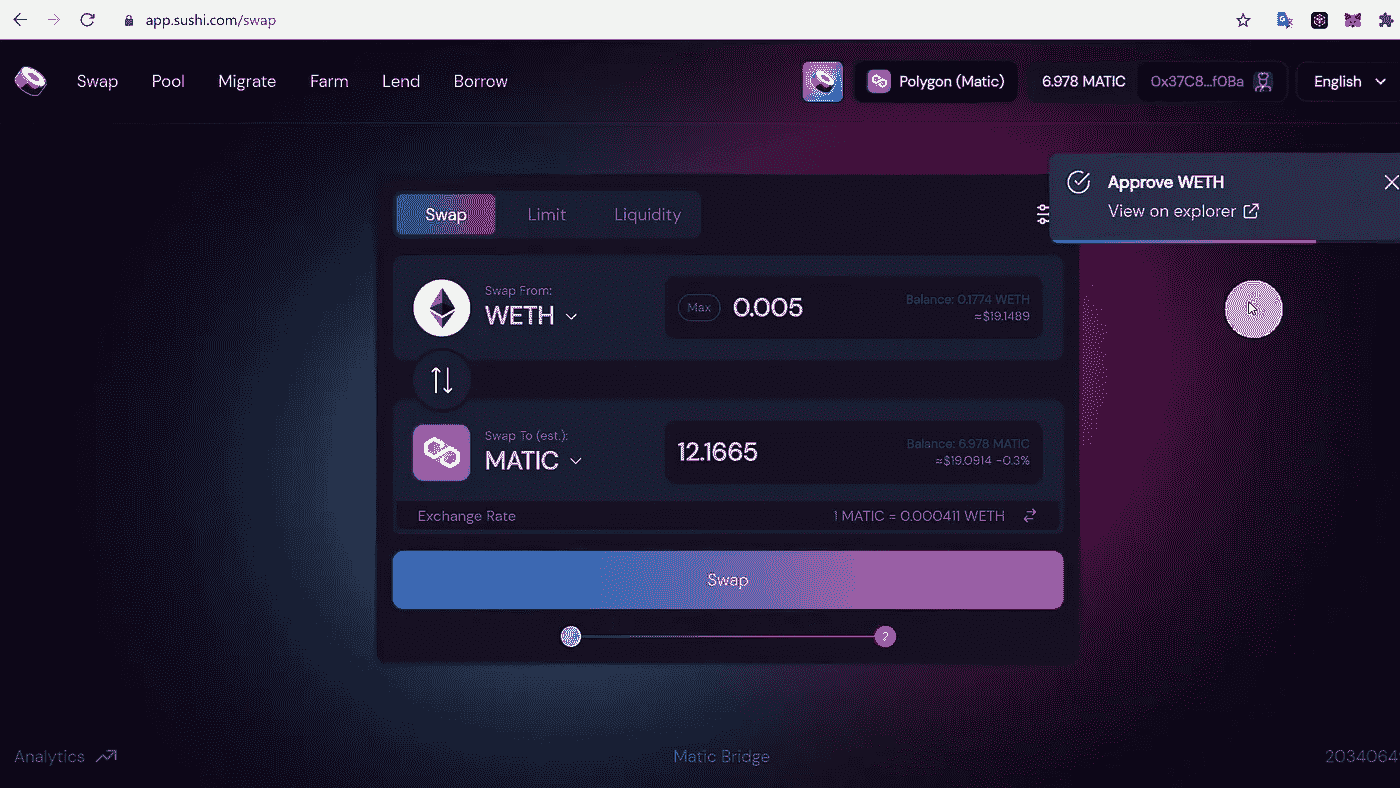 app.sushi.com/swap
Swap Pool Migrate Farm Lend Borrow
Polygon (Matic) 6.978 MATIC 0x37C8...f0Ba English
Approve WETH
View on explorer
Swap Limit Liquidity
Swap From:
WETH
Max 0.005
Balance: 0.1774 WETH
≈$19.1489
Swap To (est.):
MATIC
12.1665
Balance: 6.978 MATIC
≈$19.0914 -0.3%
Exchange Rate 1 MATIC = 0.000411 WETH
Swap
2
Analytics Matic Bridge 2034064